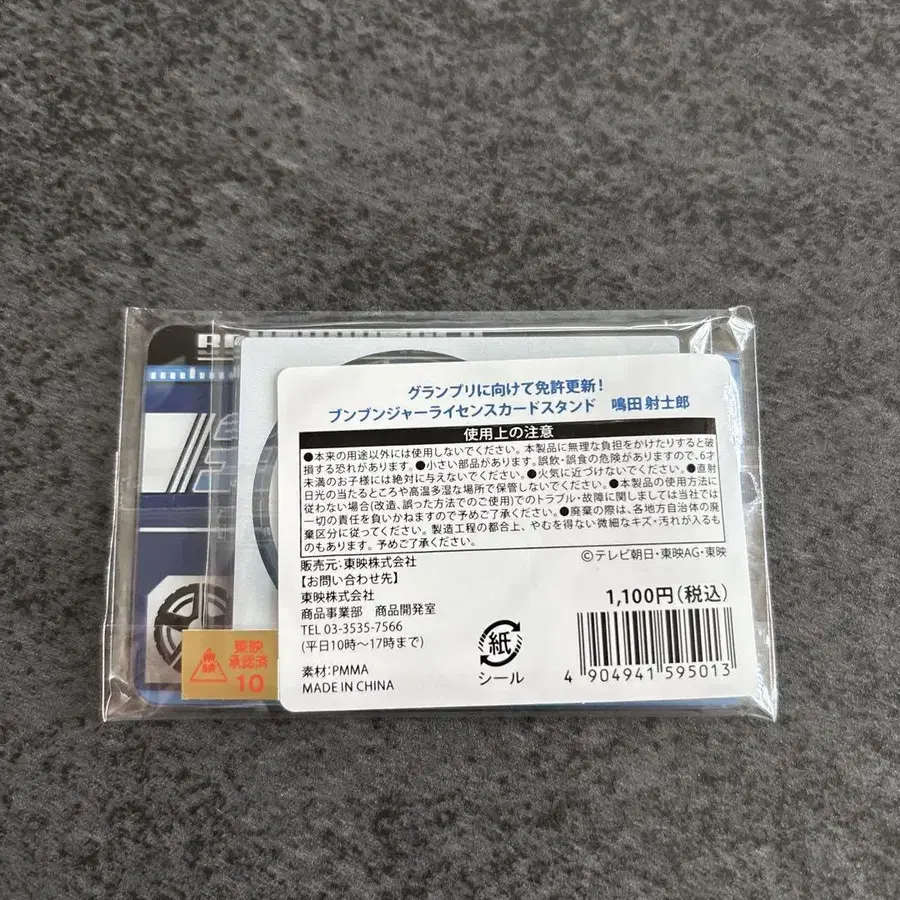 グランプリに向けて免許更新！
ブンブンジャーライセンスカードスタンド 鳴田 射士郎
使用上の注意
●本来の用途以外には使用しないでください。本製品に無理な負担をかけたりすると破
損する恐れがあります。●小さい部品があります。誤飲・誤食の危険がありますので、6才
未満のお子様には絶対に与えないでください。●火気に近づけないでください。●直射
日光の当たるところや高温多湿な場所で保管しないでください。●本製品の使用方法に
従わない場合(改造、誤った方法でのご使用)でのトラブル・故障に関しましては当社では
一切の責任を負いかねますので予めご了承ください。●廃棄の際は、各地方自治体の廃
棄区分に従ってください。製造工程の都合上、やむを得ない微細なキズ・汚れが入るも
のもあります。予めご了承ください。
販売元：東映株式会社
©テレビ朝日・東映AG・東映
【お問い合わせ先】
東映株式会社
商品事業部 商品開発室
TEL 03-3535-7566
(平日10時～17時まで)
素材：PMMA
MADE IN CHINA
紙
シール
1,100円(税込)
4 904941 595013
東映
東映
承認済
10